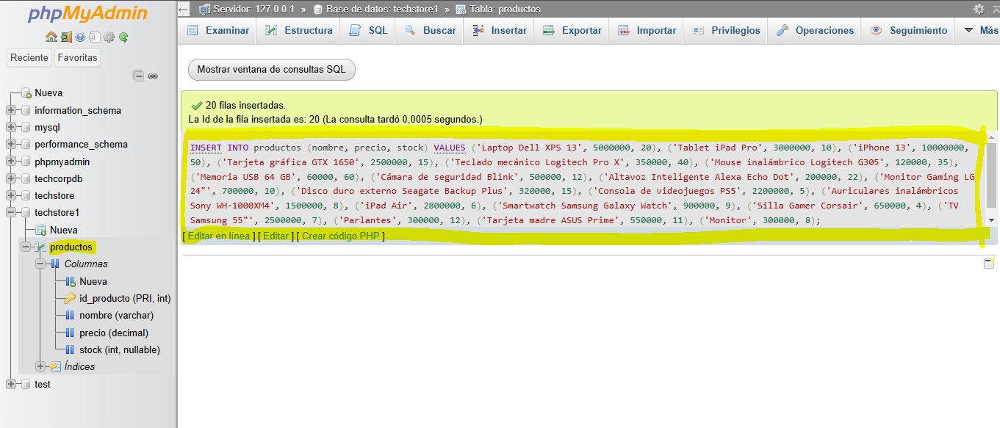 phpMyAdmin
Reciente Favoritas
Nueva
information_schema
mysql
performance_schema
phpmyadmin
techcorpdb
techstore
techstore1
Nueva
productos
Columnas
Nueva
id_producto (PRI, int)
nombre (varchar)
precio (decimal)
stock (int, nullable)
Índices
test
Servidor: 127.0.0.1 » Base de datos: techstore1 » Tabla: productos
Examinar Estructura SQL Buscar Insertar Exportar Importar Privilegios Operaciones Seguimiento Más
Mostrar ventana de consultas SQL
20 filas insertadas.
La Id de la fila insertada es: 20 (La consulta tardó 0,0005 segundos.)
INSERT INTO productos (nombre, precio, stock) VALUES ('Laptop Dell XPS 13', 5000000, 20), ('Tablet iPad Pro', 3000000, 10), ('iPhone 13', 10000000,
50), ('Tarjeta gráfica GTX 1650', 2500000, 15), ('Teclado mecánico Logitech Pro X', 350000, 40), ('Mouse inalámbrico Logitech G305', 120000, 35),
('Memoria USB 64 GB', 60000, 60), ('Cámara de seguridad Blink', 500000, 12), ('Altavoz Inteligente Alexa Echo Dot', 200000, 22), ('Monitor Gaming LG
24"', 700000, 10), ('Disco duro externo Seagate Backup Plus', 320000, 15), ('Consola de videojuegos PS5', 2200000, 5), ('Auriculares inalámbricos
Sony WH-1000XM4', 1500000, 8), ('iPad Air', 2800000, 6), ('Smartwatch Samsung Galaxy Watch', 900000, 9), ('Silla Gamer Corsair', 650000, 4), ('TV
Samsung 55"', 2500000, 7), ('Parlantes', 300000, 12), ('Tarjeta madre ASUS Prime', 550000, 11), ('Monitor', 300000, 8);
[ Editar en línea ] [ Editar ] [ Crear código PHP ]